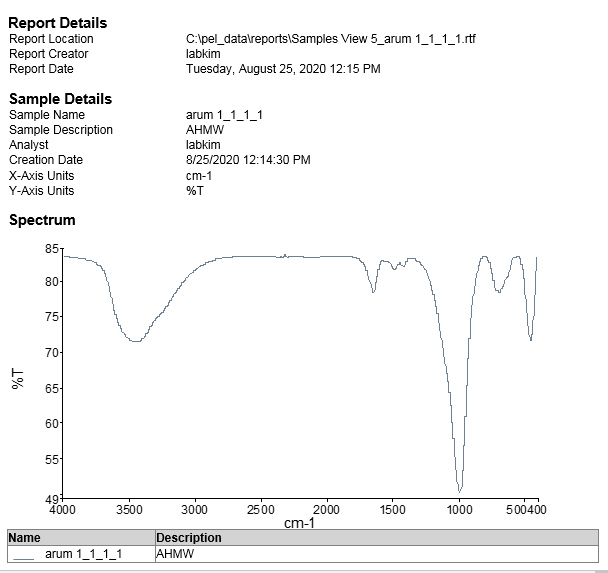 Report Details
Report Location C:\pel_data\reports\Samples View 5_arum 1_1_1_1.rtf
Report Creator labkim
Report Date Tuesday, August 25, 2020 12:15 PM
Sample Details
Sample Name arum 1_1_1_1
Sample Description AHMW
Analyst labkim
Creation Date 8/25/2020 12:14:30 PM
X-Axis Units cm-1
Y-Axis Units %T
Spectrum
85
80
75
70
65
60
55
49
%T
4000 3500 3000 2500 2000 1500 1000 500 400
cm-1
Name Description
arum 1_1_1_1 AHMW